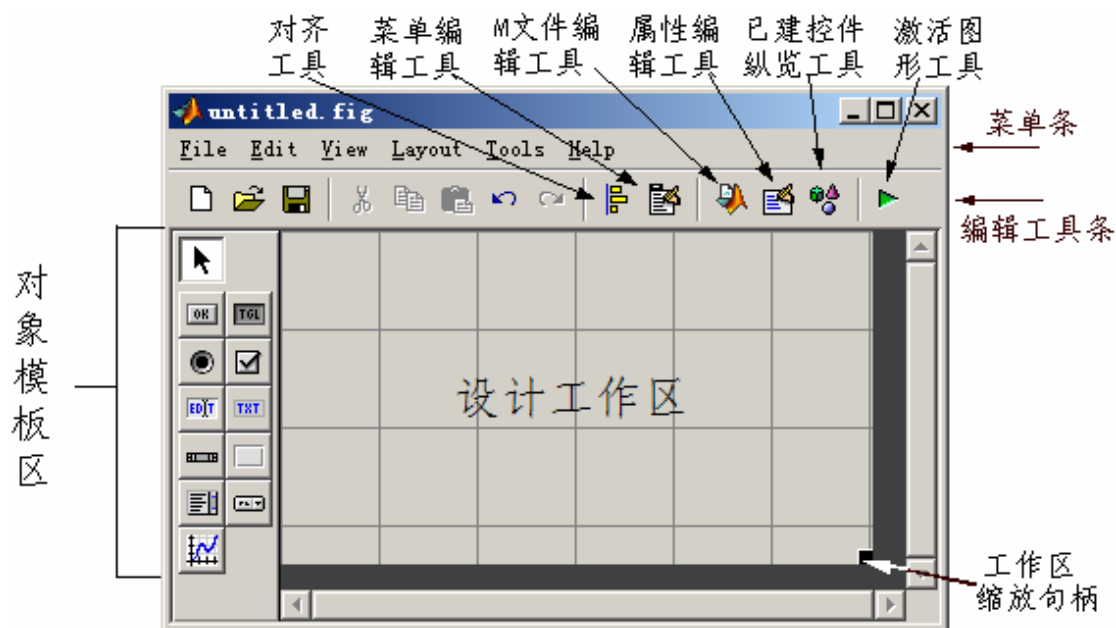 对齐 菜单编 M文件编 属性编 已建控件 激活图
工具 辑工具 辑工具 辑工具 纵览工具 形工具
untitled.fig
菜单条
File Edit View Layout Tools Help
编辑工具条
对象模板区
OK TGL
EDIT TXT
设计工作区
工作区
缩放句柄